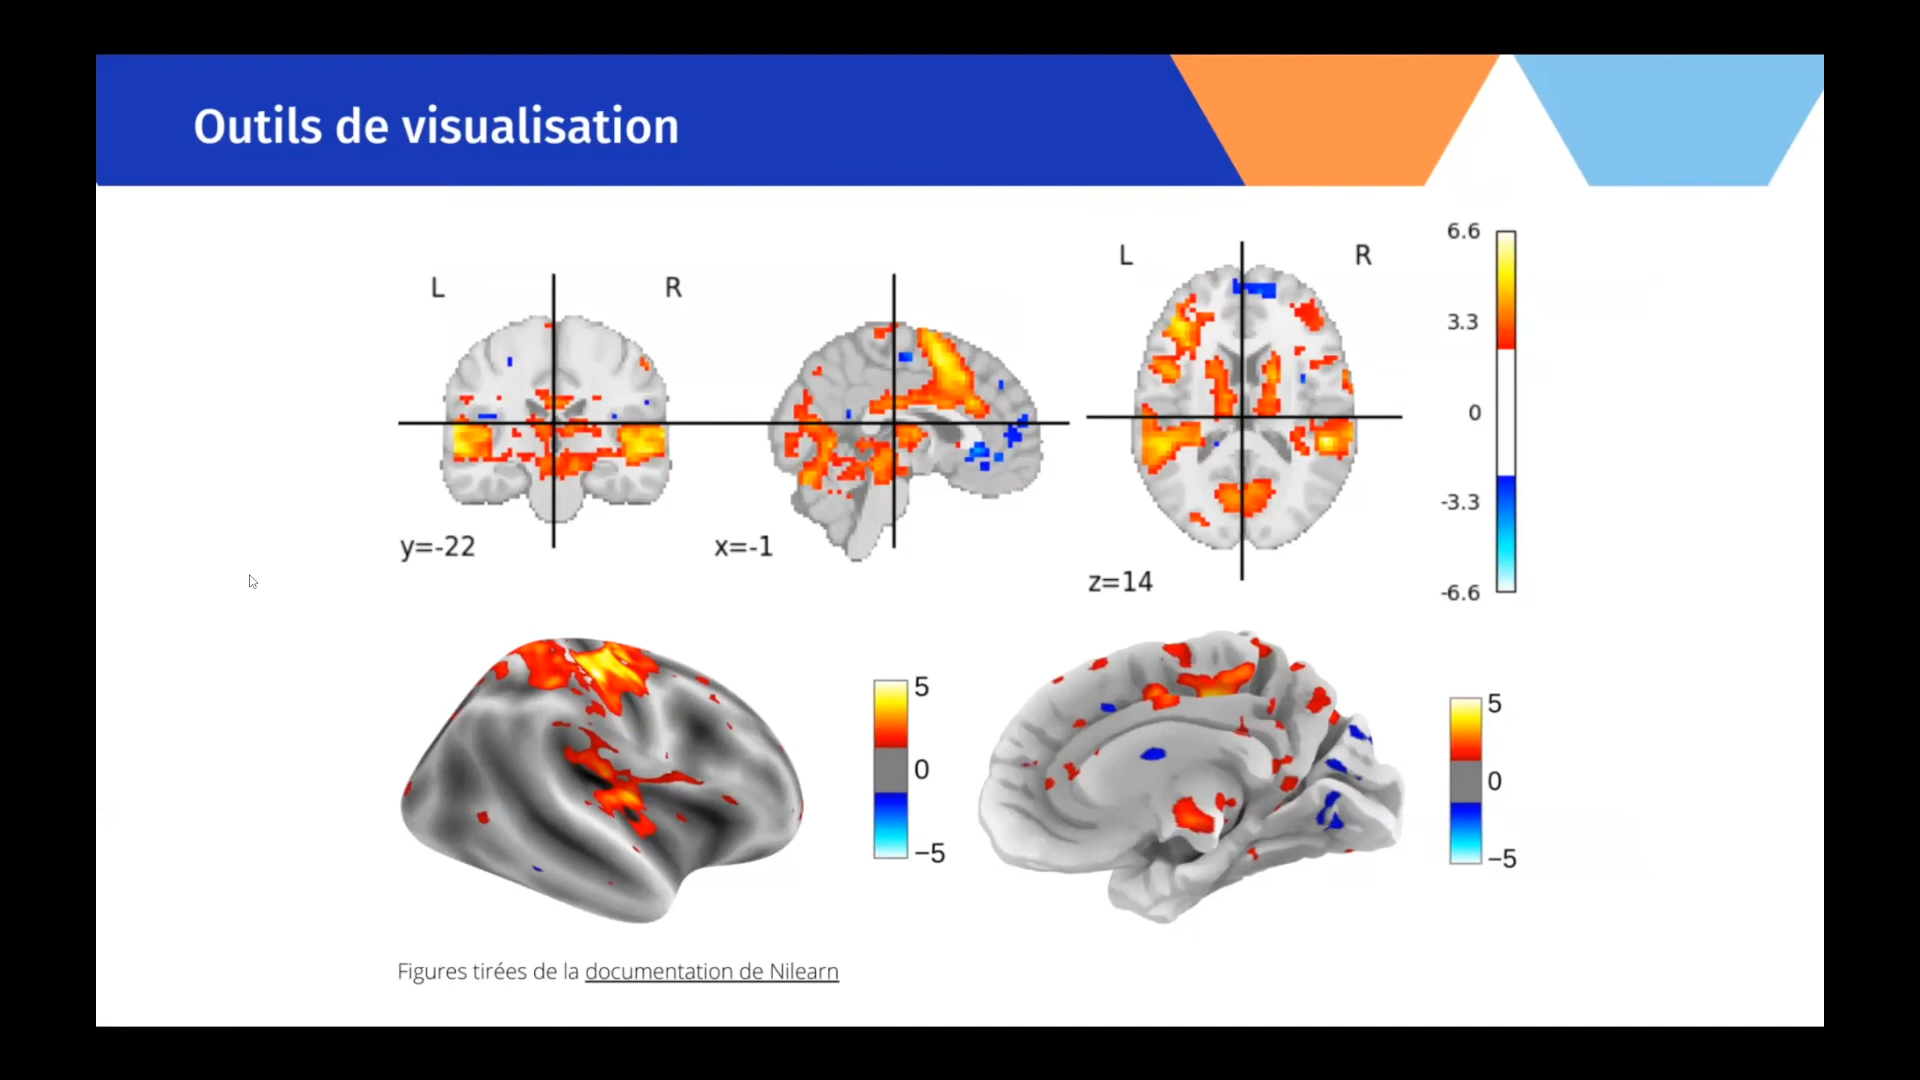 Outils de visualisation
L R
L R
6.6
3.3
0
-3.3
-6.6
y=-22
x=-1
z=14
5
0
−5
5
0
−5
Figures tirées de la documentation de Nilearn